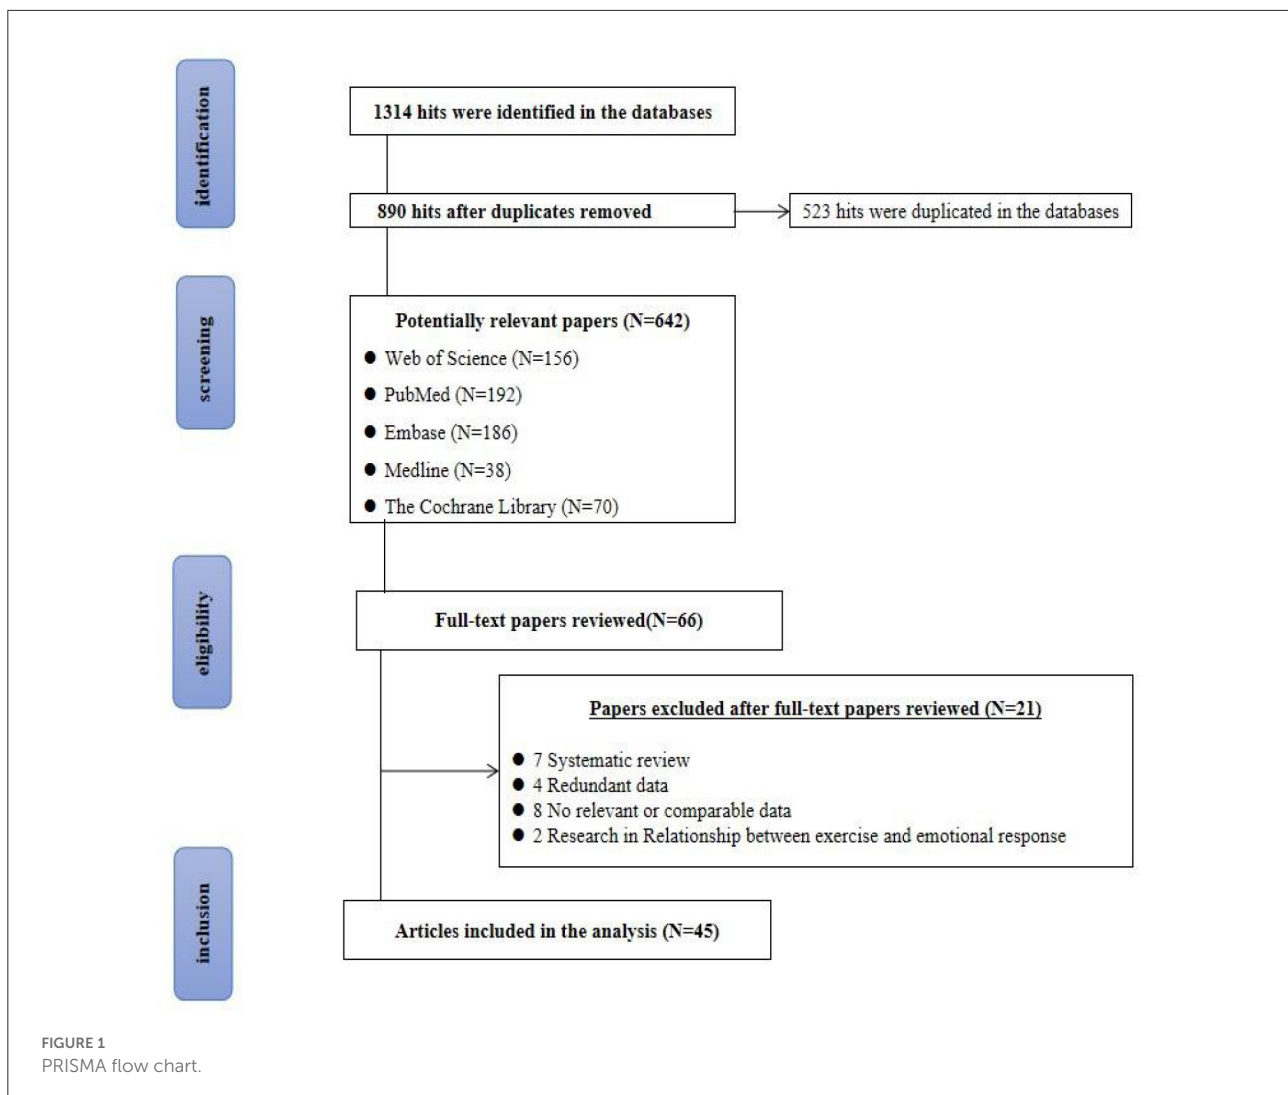 identification
1314 hits were identified in the databases
890 hits after duplicates removed
523 hits were duplicated in the databases
screening
Potentially relevant papers (N=642)
● Web of Science (N=156)
● PubMed (N=192)
● Embase (N=186)
● Medline (N=38)
● The Cochrane Library (N=70)
eligibility
Full-text papers reviewed(N=66)
Papers excluded after full-text papers reviewed (N=21)
● 7 Systematic review
● 4 Redundant data
● 8 No relevant or comparable data
● 2 Research in Relationship between exercise and emotional response
inclusion
Articles included in the analysis (N=45)
FIGURE 1
PRISMA flow chart.